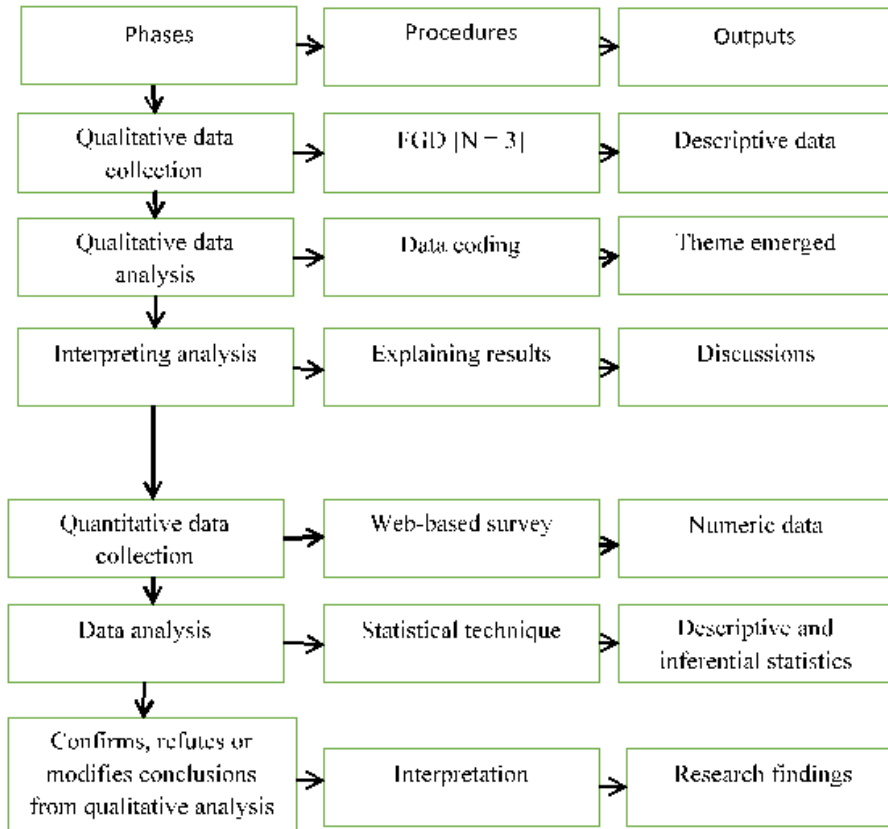 Phases
Procedures
Outputs
Qualitative data
collection
FGD [N = 3]
Descriptive data
Qualitative data
analysis
Data coding
Theme emerged
Interpreting analysis
Explaining results
Discussions
Quantitative data
collection
Web-based survey
Numeric data
Data analysis
Statistical technique
Descriptive and
inferential statistics
Confirms, refutes or
modifies conclusions
from qualitative analysis
Interpretation
Research findings